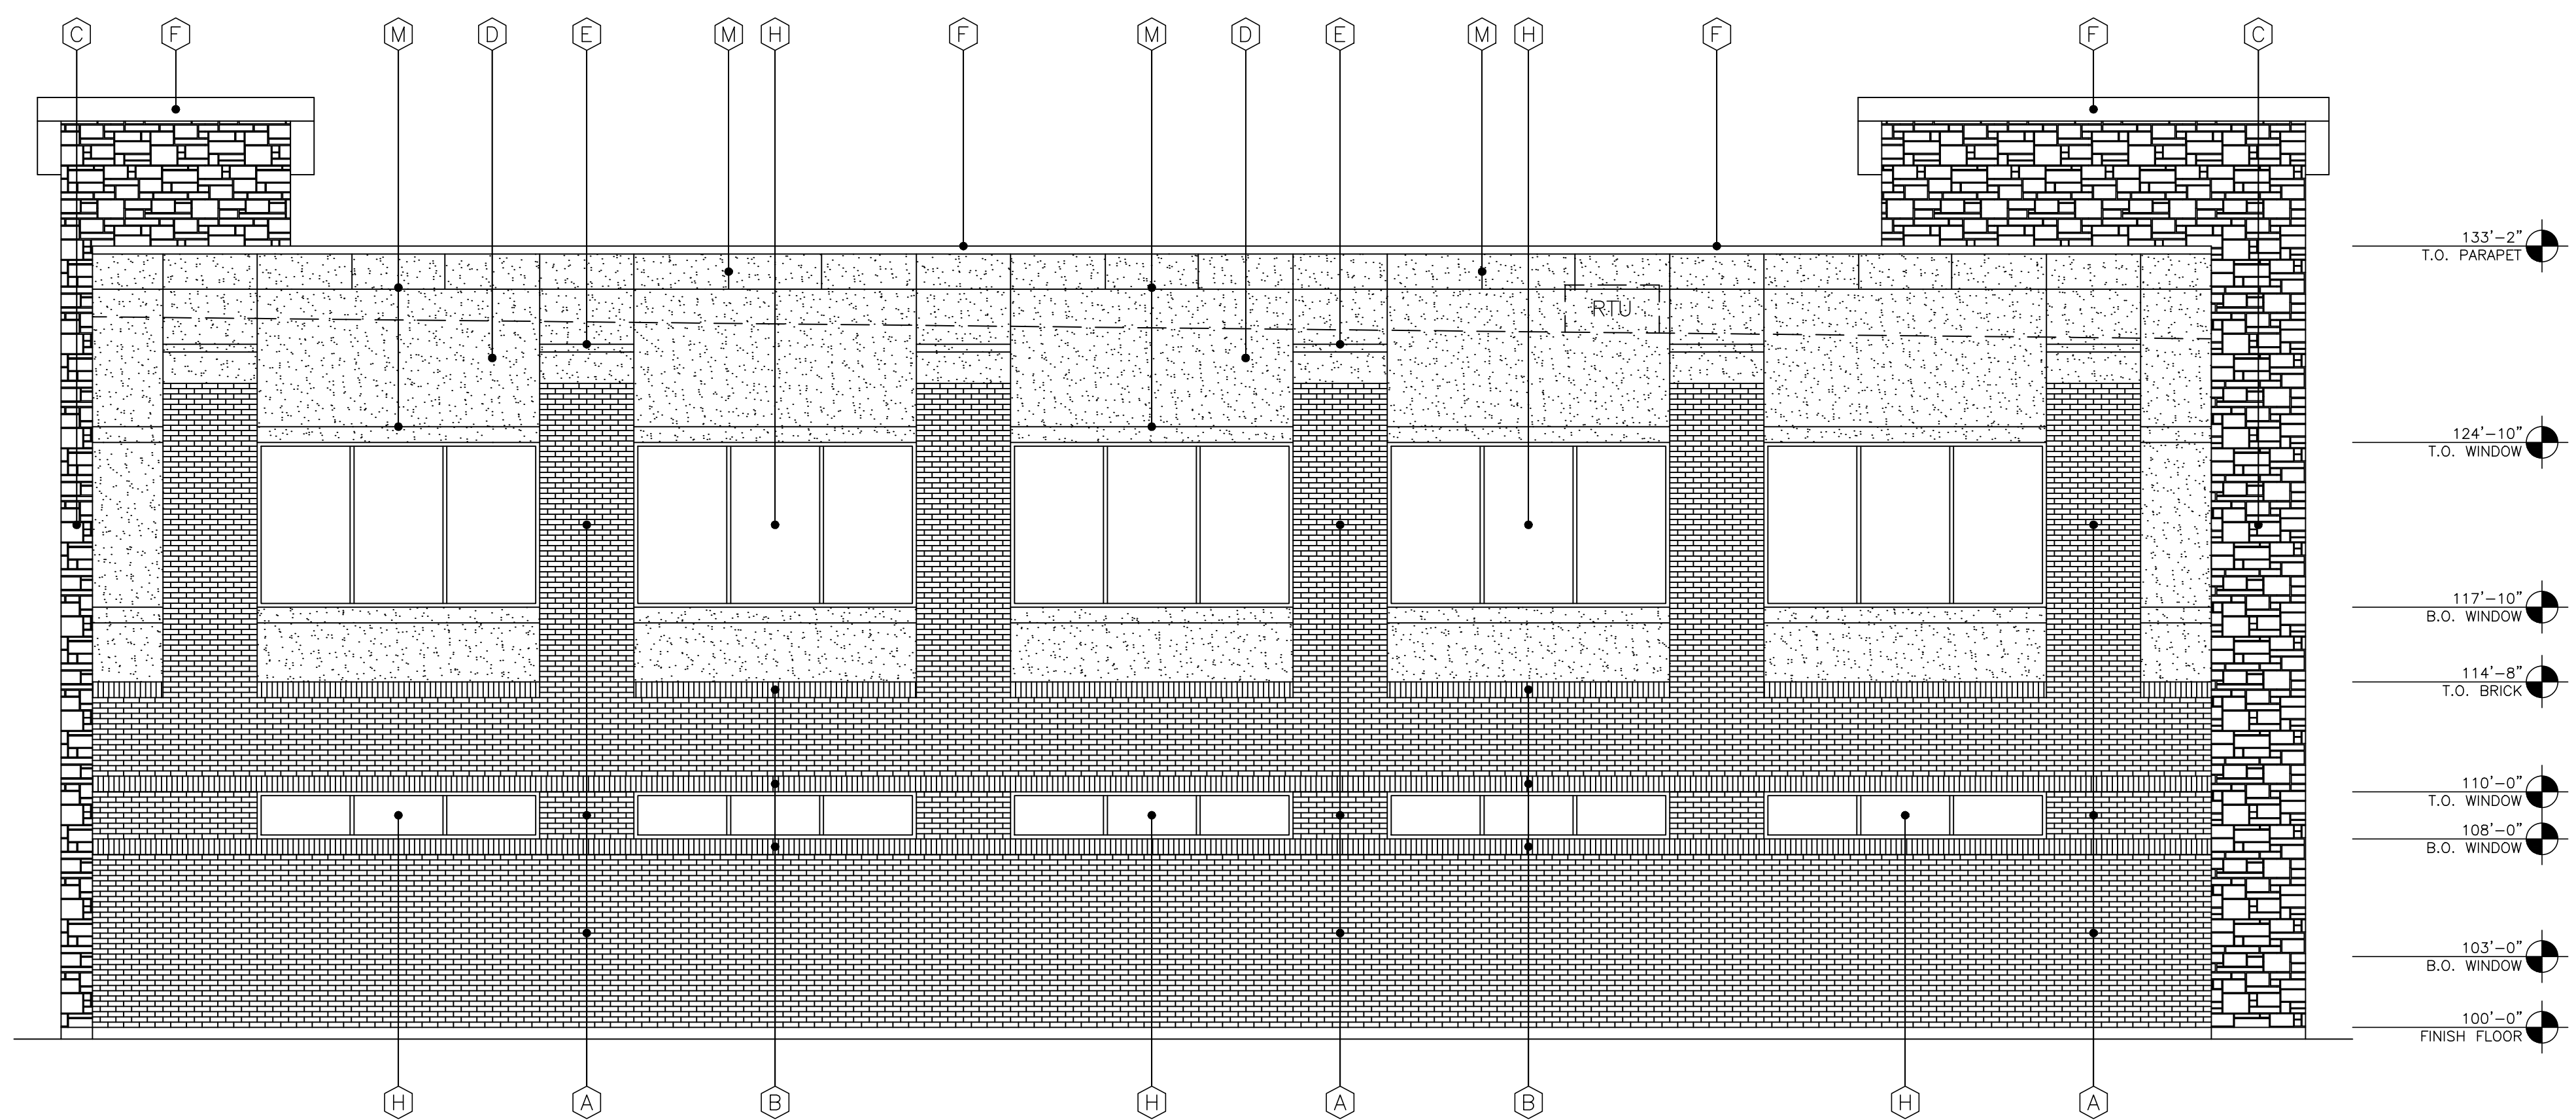 C F M D E M H F M D E M H F F C
RTU
133'-2"
T.O. PARAPET
124'-10"
T.O. WINDOW
117'-10"
B.O. WINDOW
114'-8"
T.O. BRICK
110'-0"
T.O. WINDOW
108'-0"
B.O. WINDOW
103'-0"
B.O. WINDOW
100'-0"
FINISH FLOOR
H A B H A B H A